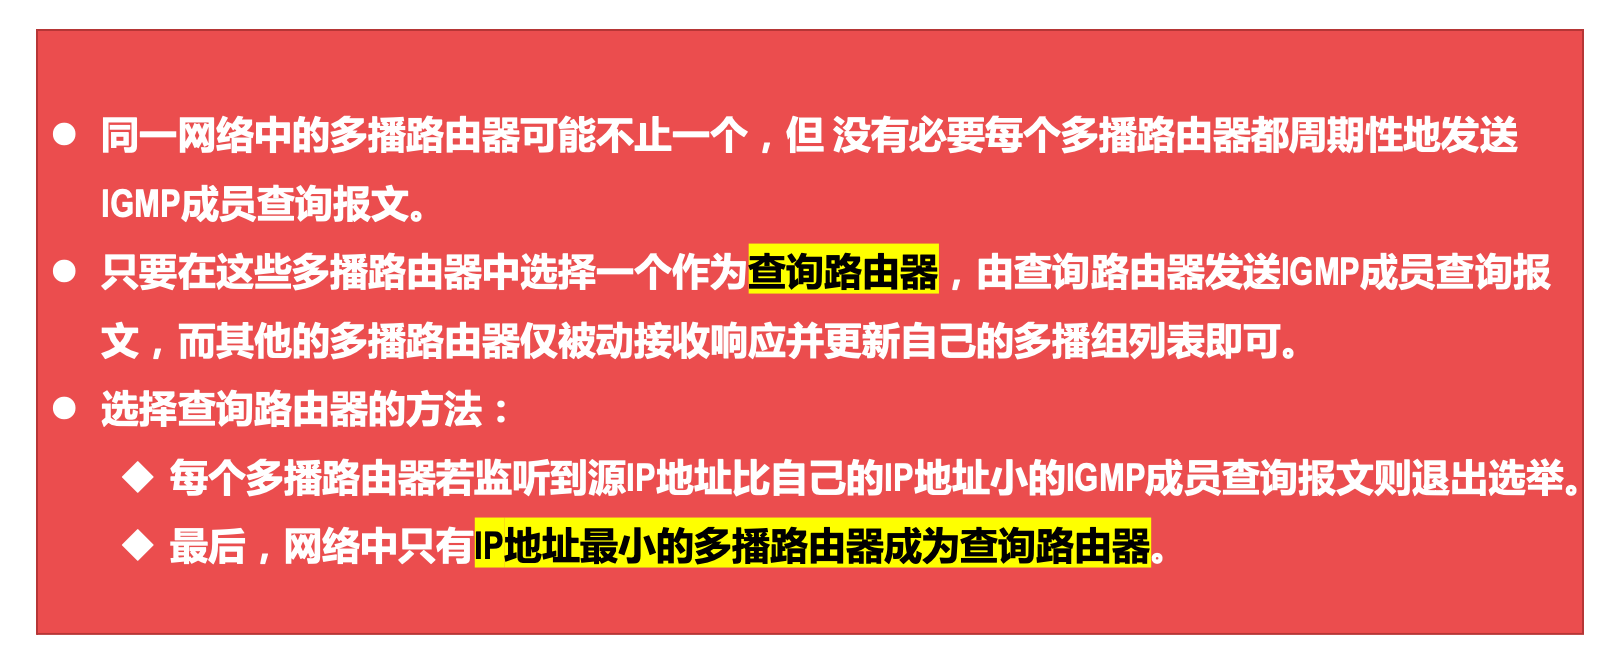 ● 同一网络中的多播路由器可能不止一个，但 没有必要每个多播路由器都周期性地发送
IGMP成员查询报文。
● 只要在这些多播路由器中选择一个作为查询路由器，由查询路由器发送IGMP成员查询报
文，而其他的多播路由器仅被动接收响应并更新自己的多播组列表即可。
● 选择查询路由器的方法：
◆ 每个多播路由器若监听到源IP地址比自己的IP地址小的IGMP成员查询报文则退出选举。
◆ 最后，网络中只有IP地址最小的多播路由器成为查询路由器。